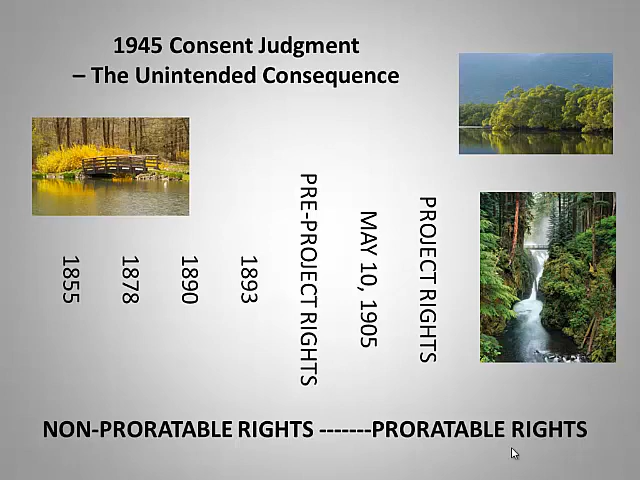 1945 Consent Judgment
– The Unintended Consequence
1855
1878
1890
1893
PRE-PROJECT RIGHTS
MAY 10, 1905
PROJECT RIGHTS
NON-PRORATABLE RIGHTS -------PRORATABLE RIGHTS